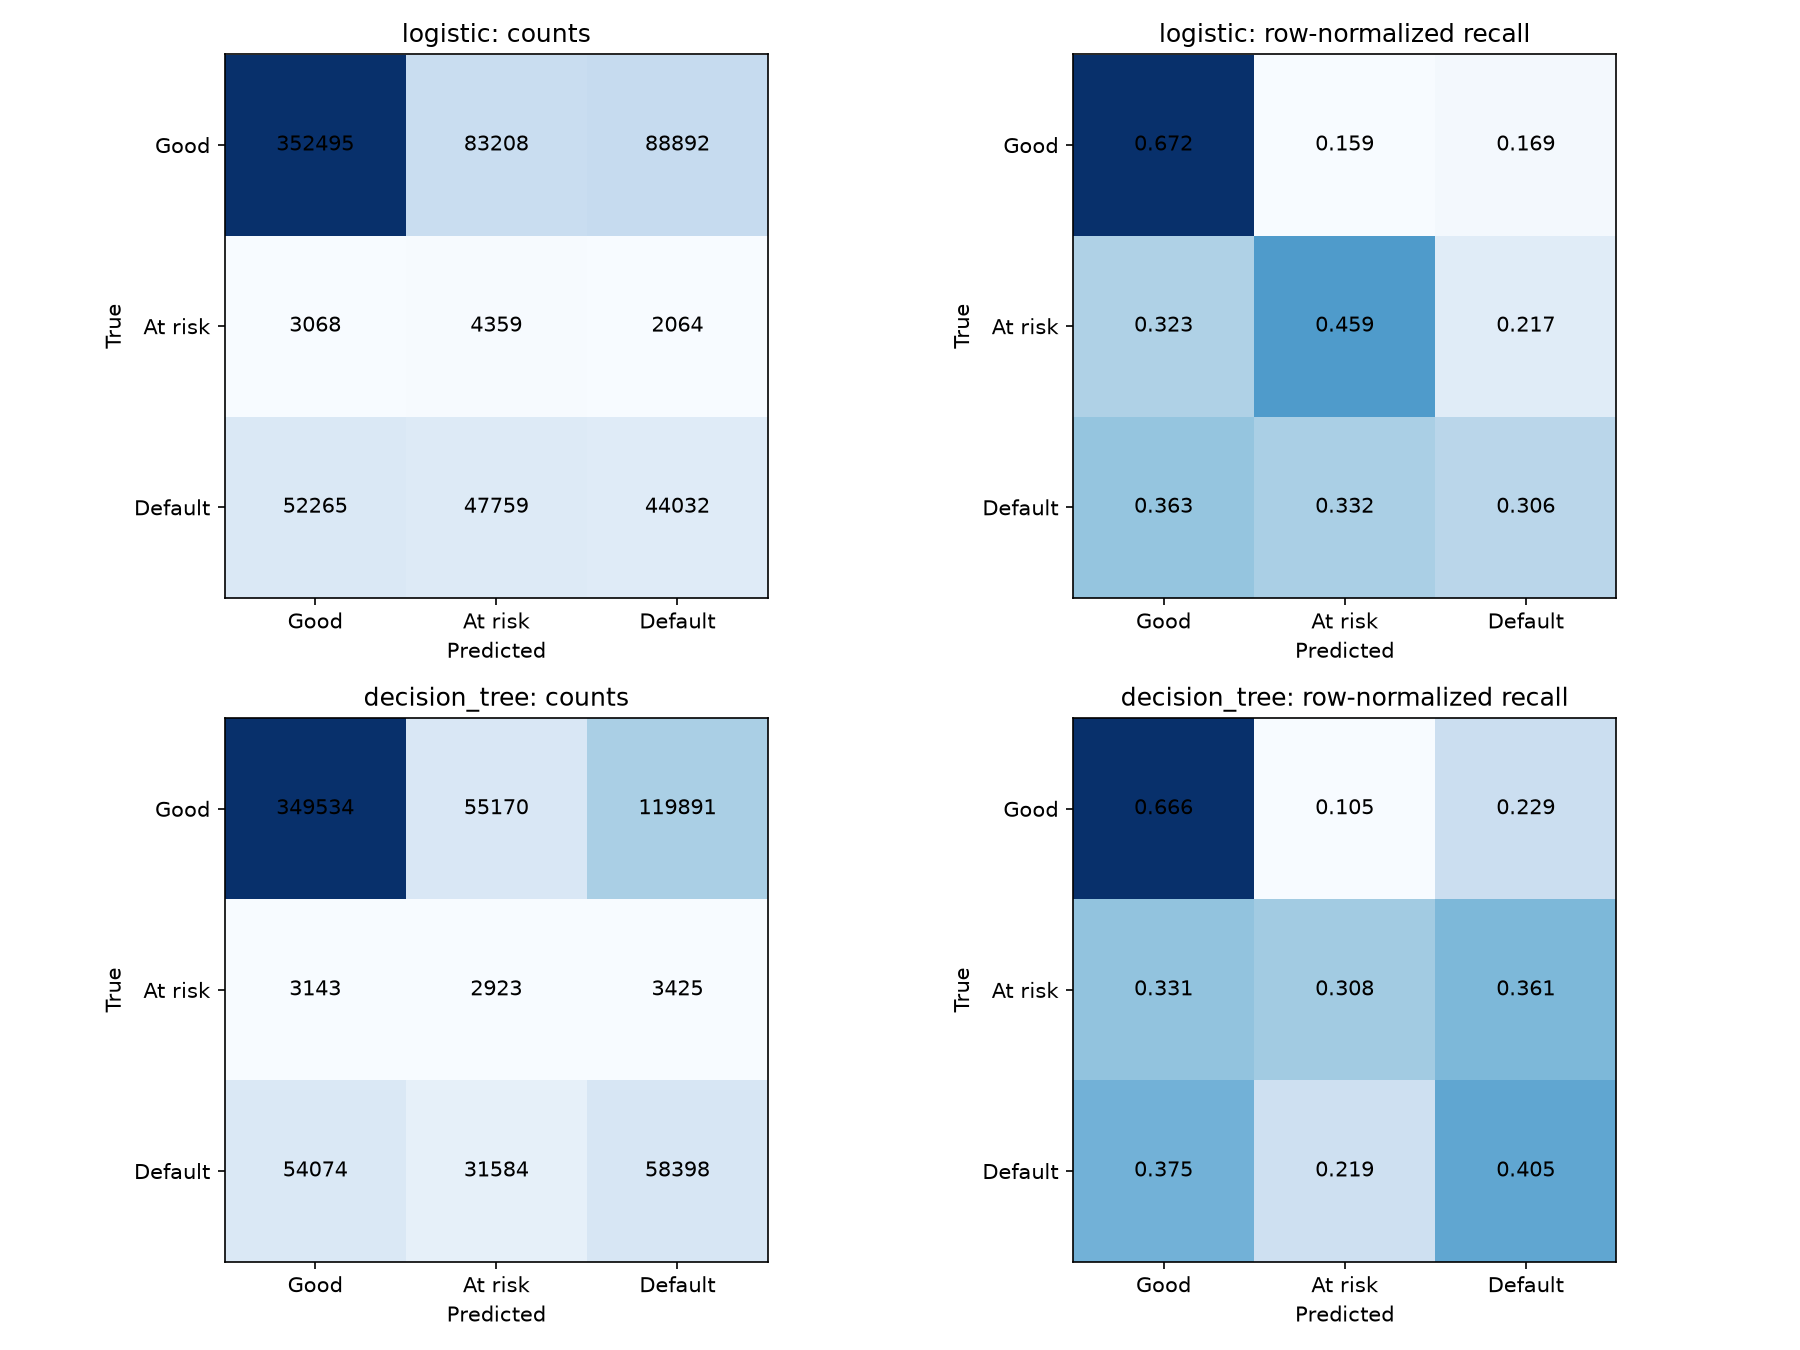 logistic: counts
Good 352495 83208 88892
At risk 3068 4359 2064
Default 52265 47759 44032
True
Good At risk Default
Predicted
logistic: row-normalized recall
Good 0.672 0.159 0.169
At risk 0.323 0.459 0.217
Default 0.363 0.332 0.306
True
Good At risk Default
Predicted
decision_tree: counts
Good 349534 55170 119891
At risk 3143 2923 3425
Default 54074 31584 58398
True
Good At risk Default
Predicted
decision_tree: row-normalized recall
Good 0.666 0.105 0.229
At risk 0.331 0.308 0.361
Default 0.375 0.219 0.405
True
Good At risk Default
Predicted